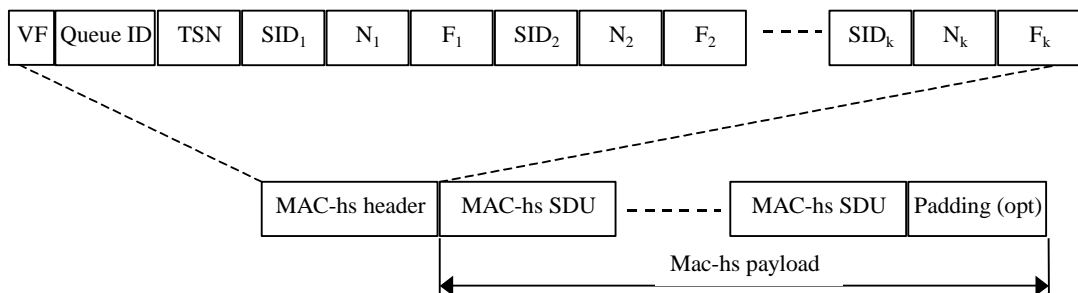 VF Queue ID TSN SID₁ N₁ F₁ SID₂ N₂ F₂ SIDₖ Nₖ Fₖ
MAC-hs header MAC-hs SDU MAC-hs SDU Padding (opt)
Mac-hs payload